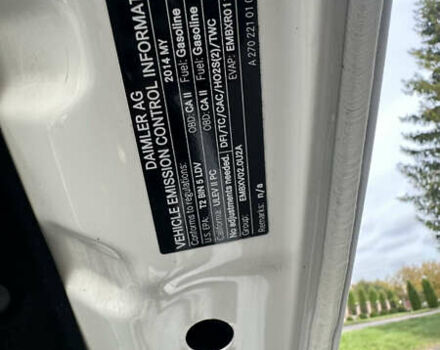 DAIMLER AG
VEHICLE EMISSION CONTROL INFORMAT
Conforms to regulations: 2014 MY
U.S. EPA: T2 BIN 5 LDV OBD: CA II Fuel: Gasoline
California: ULEV II PC OBD: CA II Fuel: Gasoline
No adjustments needed. DFI/TC/CAC/HO2S(2)/TWC
Group: EMBXV02.0U2A EVAP: EMBXR01
Remarks: n/a
A 270 221 01 0